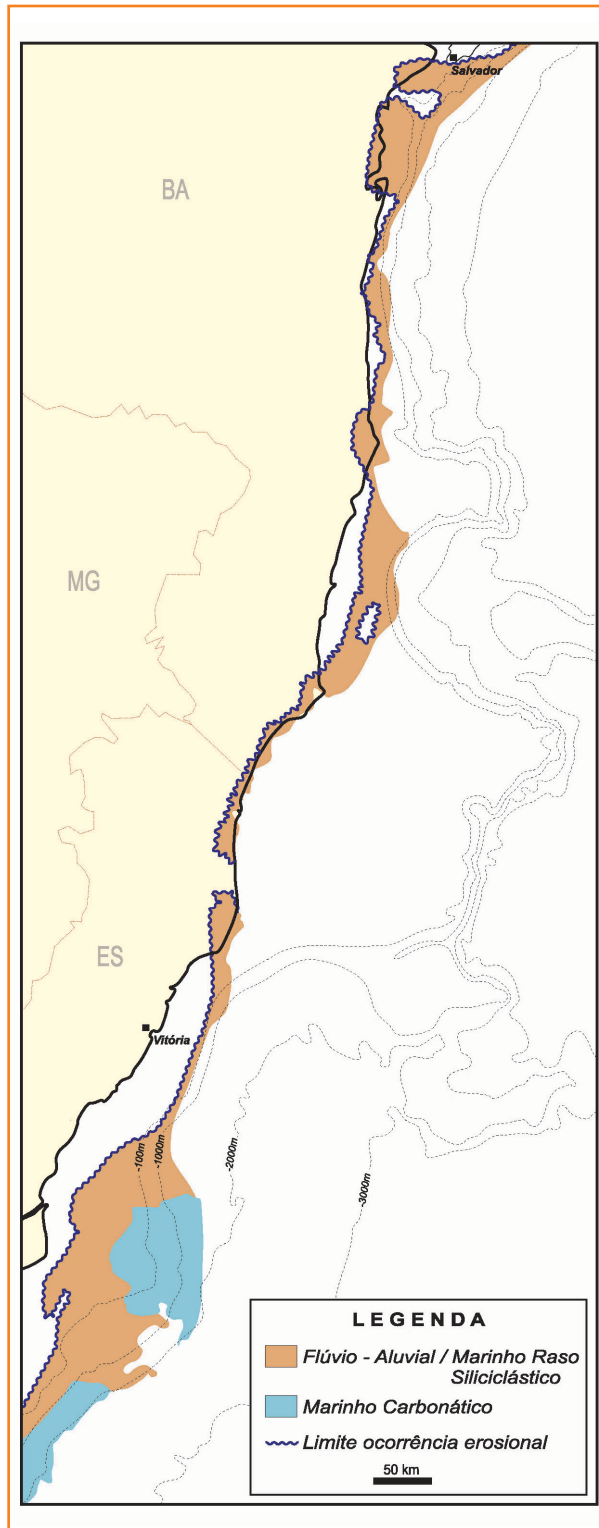 Salvador
BA
MG
ES
Vitória
-100m
-1000m
-2000m
-3000m
LEGENDA
Flúvio - Aluvial / Marinho Raso
Siliciclástico
Marinho Carbonático
Limite ocorrência erosional
50 km